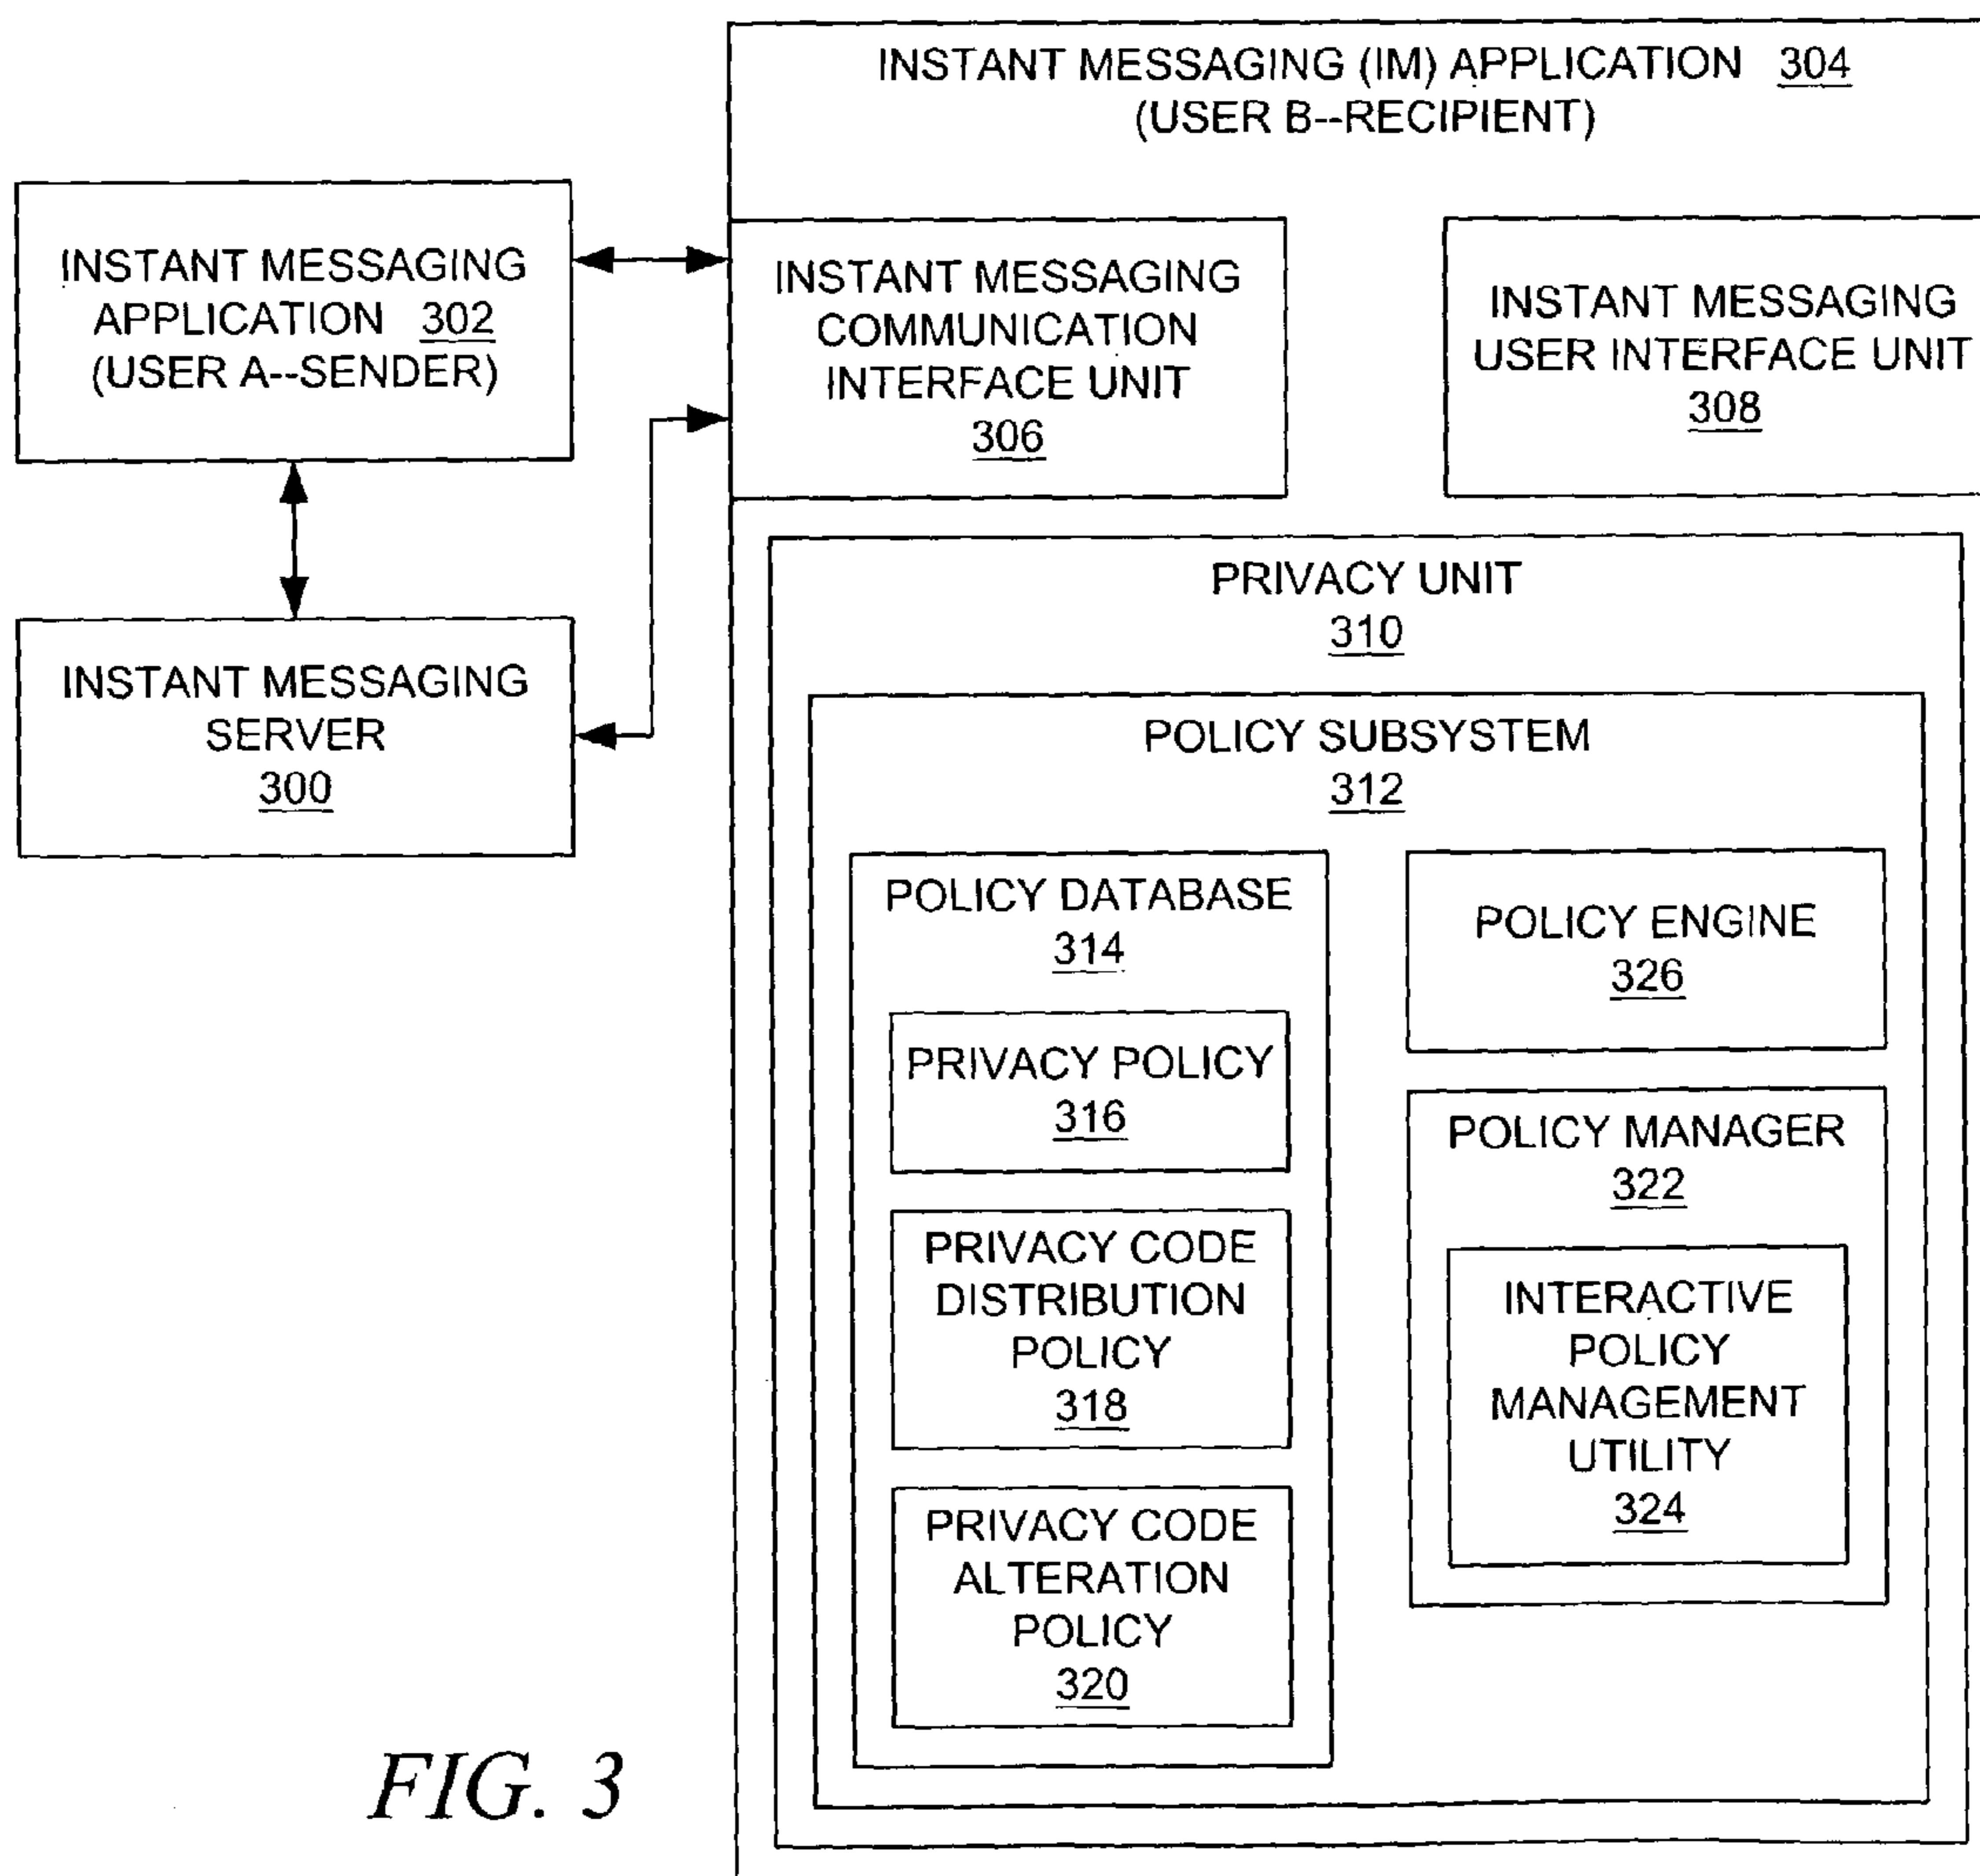 INSTANT MESSAGING (IM) APPLICATION 304
(USER B--RECIPIENT)
INSTANT MESSAGING
APPLICATION 302
(USER A--SENDER)
INSTANT MESSAGING
COMMUNICATION
INTERFACE UNIT
306
INSTANT MESSAGING
USER INTERFACE UNIT
308
INSTANT MESSAGING
SERVER
300
PRIVACY UNIT
310
POLICY SUBSYSTEM
312
POLICY DATABASE
314
PRIVACY POLICY
316
PRIVACY CODE
DISTRIBUTION
POLICY
318
PRIVACY CODE
ALTERATION
POLICY
320
POLICY ENGINE
326
POLICY MANAGER
322
INTERACTIVE
POLICY
MANAGEMENT
UTILITY
324
FIG. 3